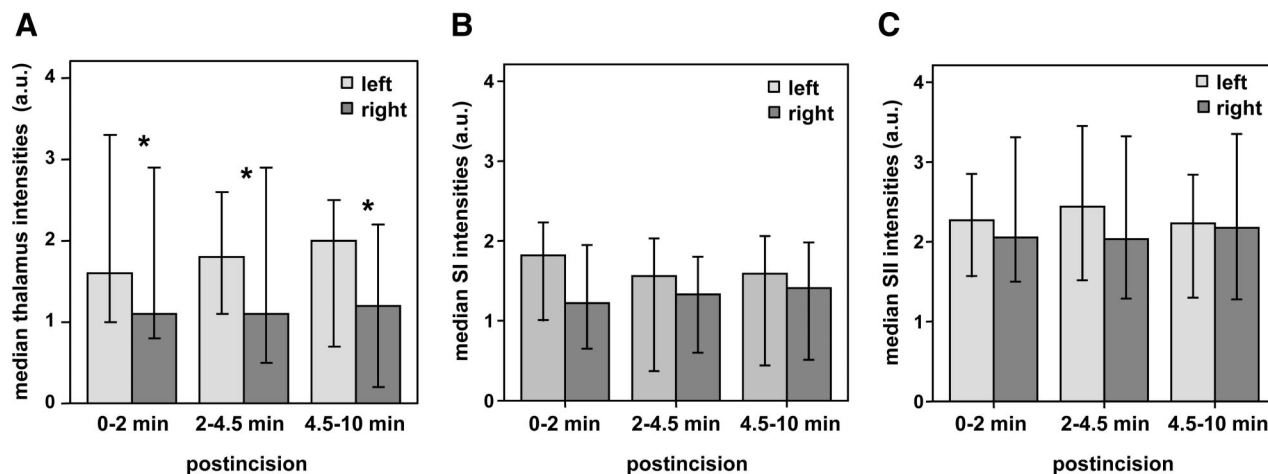 A
median thalamus intensities (a.u.)
4
3
2
1
0
left
right
*
*
*
0-2 min 2-4.5 min 4.5-10 min
postincision
B
median SI intensities (a.u.)
4
3
2
1
0
left
right
0-2 min 2-4.5 min 4.5-10 min
postincision
C
median SII intensities (a.u.)
4
3
2
1
0
left
right
0-2 min 2-4.5 min 4.5-10 min
postincision